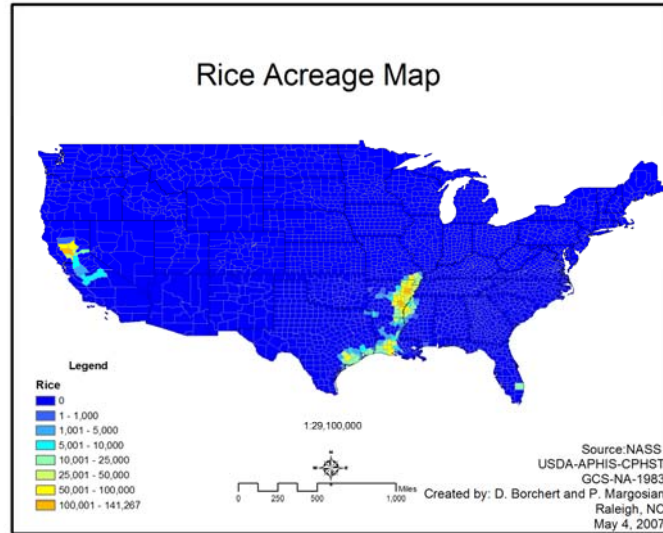 Rice Acreage Map
Legend
Rice
0
1 - 1,000
1,001 - 5,000
5,001 - 10,000
10,001 - 25,000
25,001 - 50,000
50,001 - 100,000
100,001 - 141,267
1:29,100,000
Miles
0 250 500 1,000
Source:NASS
USDA-APHIS-CPHST
GCS-NA-1983
Created by: D. Borchert and P. Margosian
Raleigh, NC
May 4, 2007